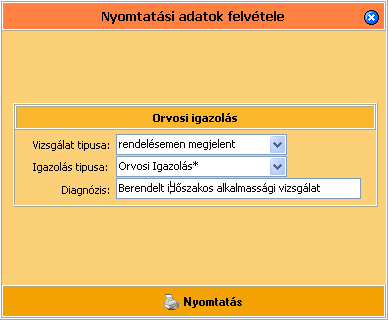 Nyomtatási adatok felvétele
Orvosi igazolás
Vizsgálat tipusa: rendelésemen megjelent
Igazolás tipusa: Orvosi Igazolás*
Diagnózis: Berendelt időszakos alkalmassági vizsgálat
Nyomtatás